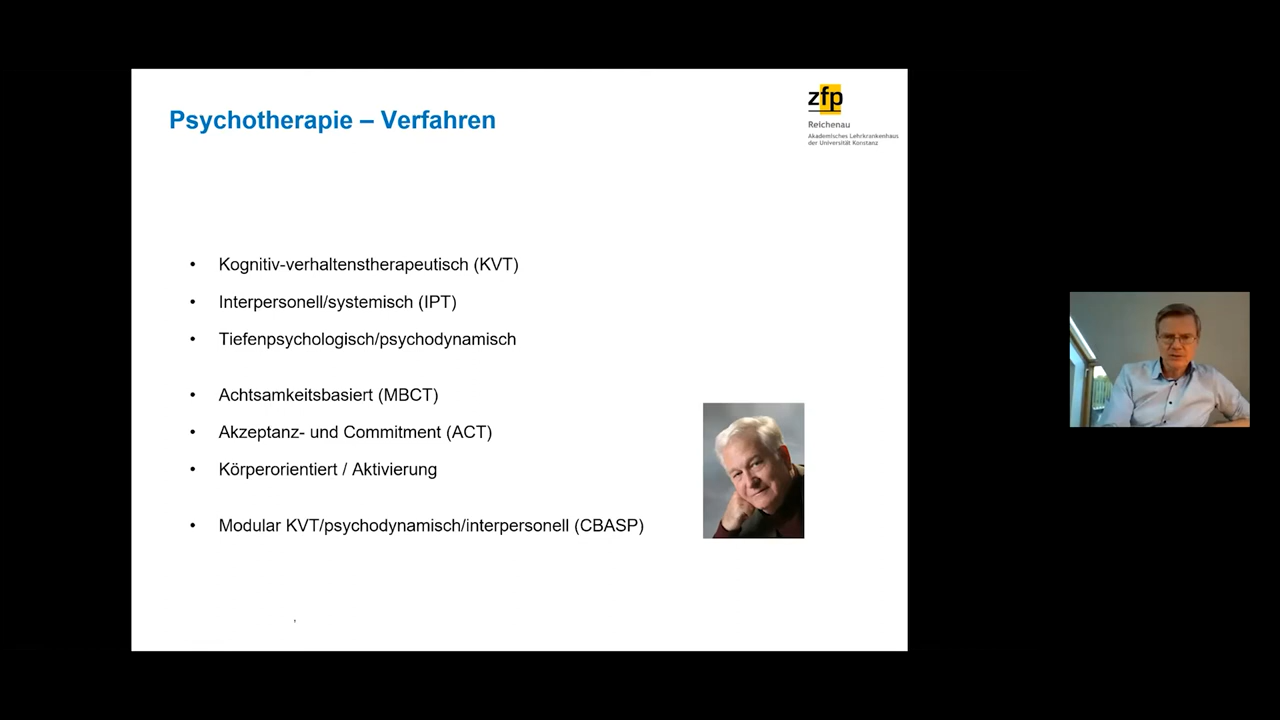 Psychotherapie – Verfahren
zfp
Reichenau
Akademisches Lehrkrankenhaus
der Universität Konstanz
• Kognitiv-verhaltenstherapeutisch (KVT)
• Interpersonell/systemisch (IPT)
• Tiefenpsychologisch/psychodynamisch
• Achtsamkeitsbasiert (MBCT)
• Akzeptanz- und Commitment (ACT)
• Körperorientiert / Aktivierung
• Modular KVT/psychodynamisch/interpersonell (CBASP)